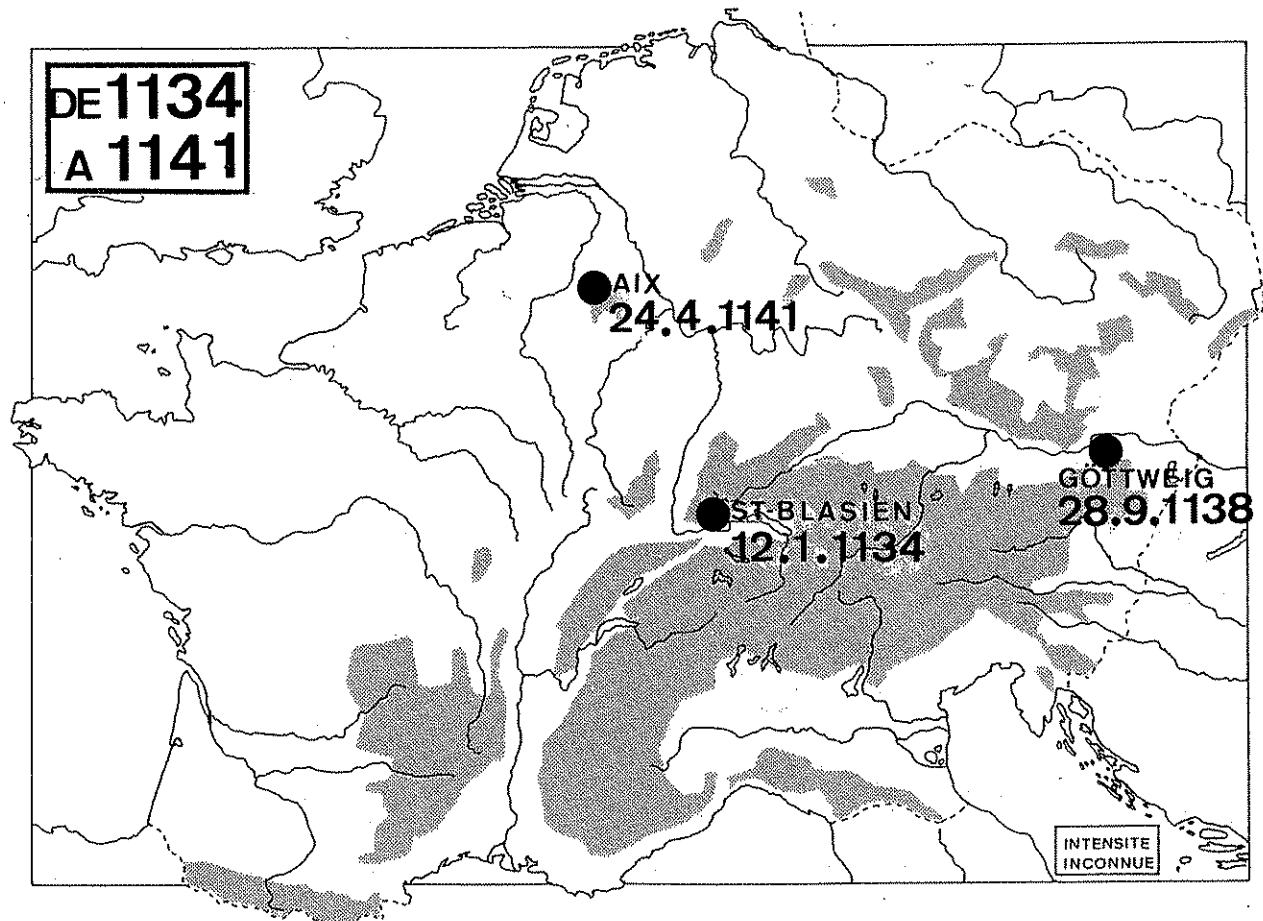 DE 1134
A 1141
AIX
24.4.1141
GÖTTWEIG
28.9.1138
ST-BLASIEN
12.1.1134
INTENSITE
INCONNUE